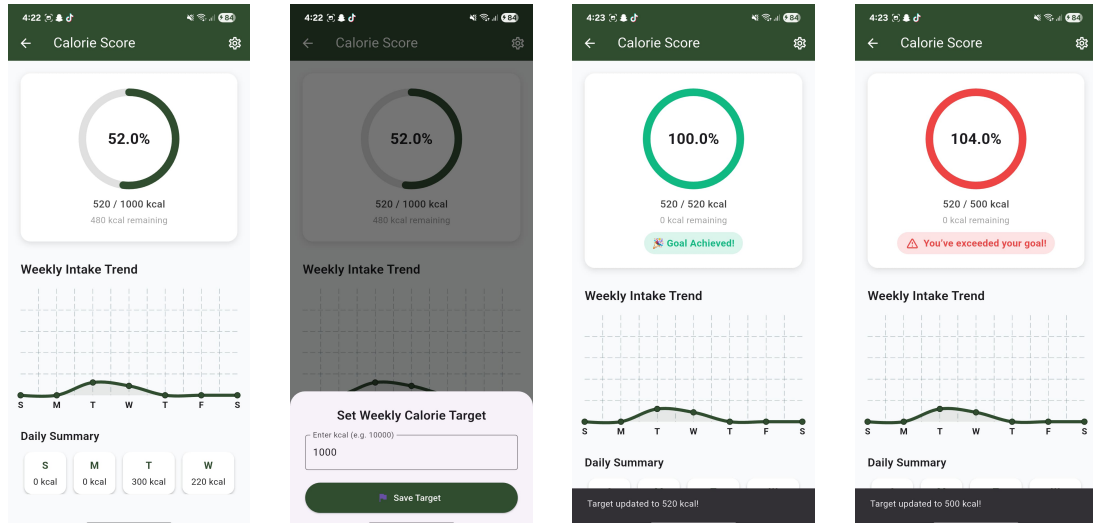 4:22
84
Calorie Score
52.0%
520 / 1000 kcal
480 kcal remaining
Weekly Intake Trend
S M T W T F S
Daily Summary
S M T W
0 kcal 0 kcal 300 kcal 220 kcal
4:22
84
Calorie Score
52.0%
520 / 1000 kcal
480 kcal remaining
Weekly Intake Trend
Set Weekly Calorie Target
Enter kcal (e.g. 10000)
1000
Save Target
4:23
84
Calorie Score
100.0%
520 / 520 kcal
0 kcal remaining
Goal Achieved!
Weekly Intake Trend
S M T W T F S
Daily Summary
Target updated to 520 kcal!
4:23
84
Calorie Score
104.0%
520 / 500 kcal
0 kcal remaining
You've exceeded your goal!
Weekly Intake Trend
S M T W T F S
Daily Summary
Target updated to 500 kcal!